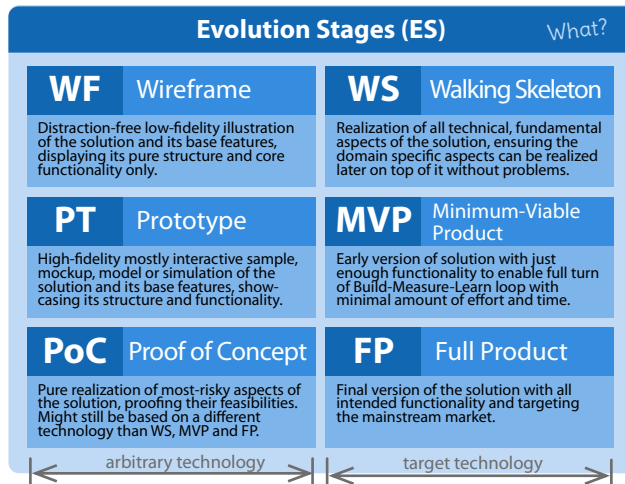 Evolution Stages (ES)
What?
WF Wireframe
Distraction-free low-fidelity illustration
of the solution and its base features,
displaying its pure structure and core
functionality only.
WS Walking Skeleton
Realization of all technical, fundamental
aspects of the solution, ensuring the
domain specific aspects can be realized
later on top of it without problems.
PT Prototype
High-fidelity mostly interactive sample,
mockup, model or simulation of the
solution and its base features, show-
casing its structure and functionality.
MVP Minimum-Viable
Product
Early version of solution with just
enough functionality to enable full turn
of Build-Measure-Learn loop with
minimal amount of effort and time.
PoC Proof of Concept
Pure realization of most-risky aspects of
the solution, proofing their feasibilities.
Might still be based on a different
technology than WS, MVP and FP.
FP Full Product
Final version of the solution with all
intended functionality and targeting
the mainstream market.
arbitrary technology
target technology